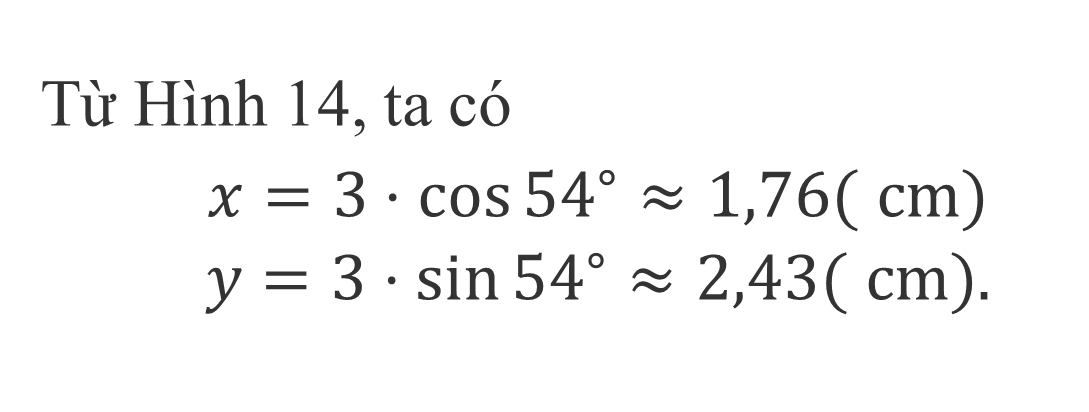 Từ Hình 14, ta có
x = 3 · cos 54° ≈ 1,76( cm)
y = 3 · sin 54° ≈ 2,43( cm).